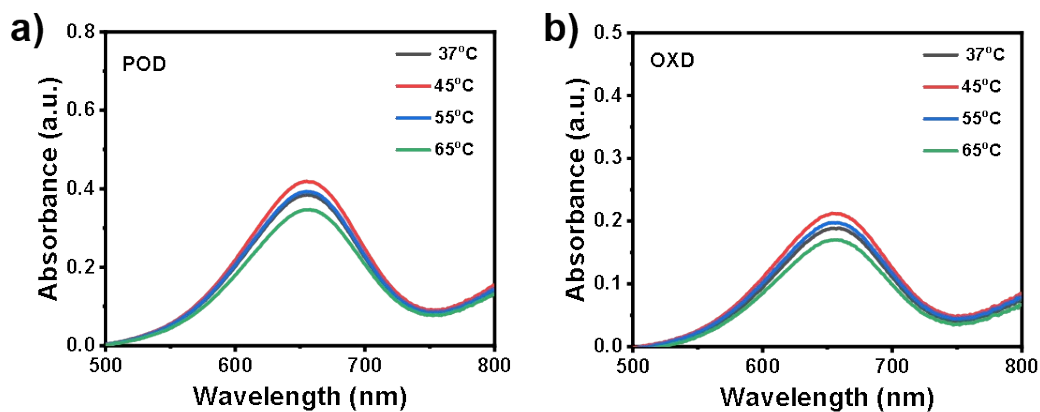 a)
POD
37°C
45°C
55°C
65°C
0.8
0.6
0.4
0.2
0.0
Absorbance (a.u.)
500
600
700
800
Wavelength (nm)
b)
OXD
37°C
45°C
55°C
65°C
0.5
0.4
0.3
0.2
0.1
0.0
Absorbance (a.u.)
500
600
700
800
Wavelength (nm)